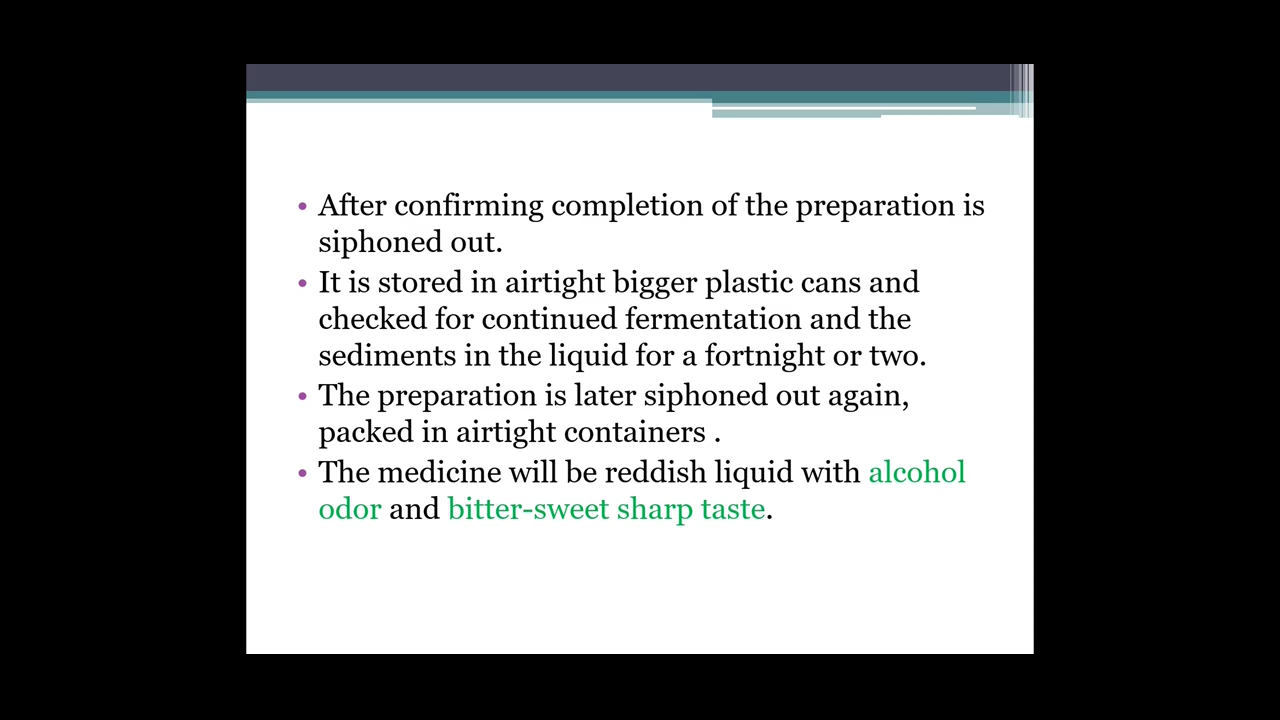 • After confirming completion of the preparation is
siphoned out.
• It is stored in airtight bigger plastic cans and
checked for continued fermentation and the
sediments in the liquid for a fortnight or two.
• The preparation is later siphoned out again,
packed in airtight containers .
• The medicine will be reddish liquid with alcohol
odor and bitter-sweet sharp taste.